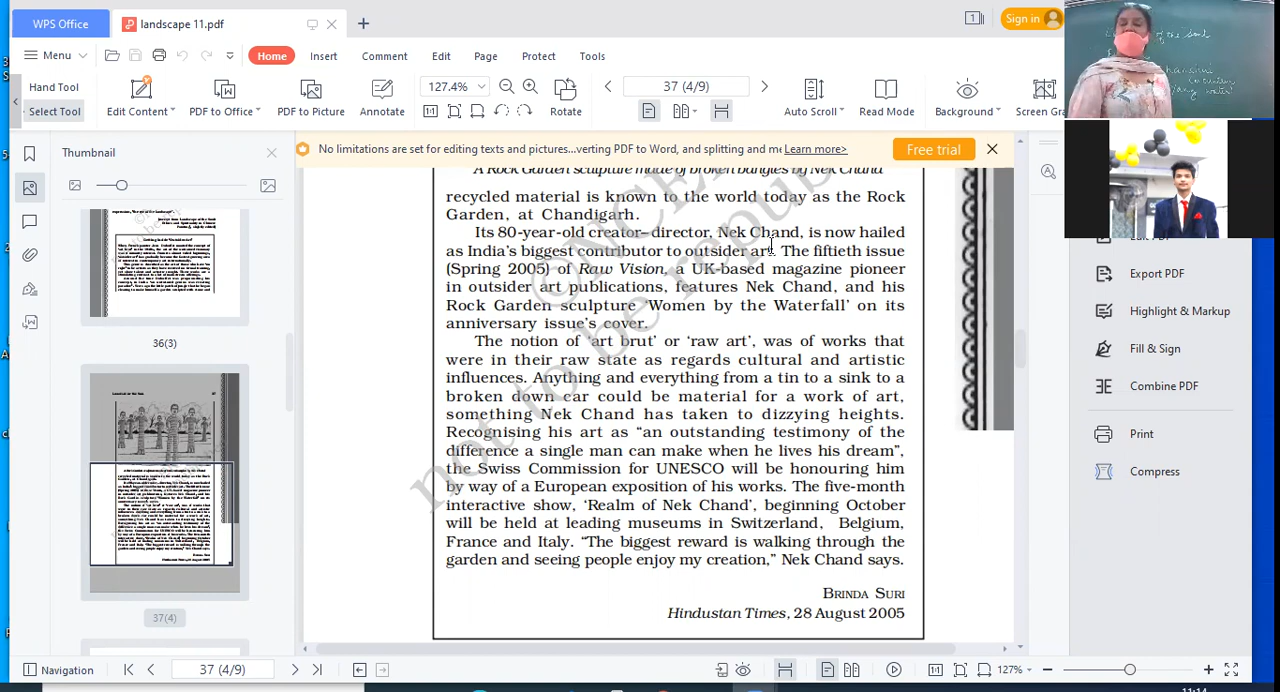 WPS Office
landscape 11.pdf
Sign in
Menu
Home
Insert
Comment
Edit
Page
Protect
Tools
Hand Tool
Select Tool
Edit Content
PDF to Office
PDF to Picture
Annotate
127.4%
Rotate
37 (4/9)
Auto Scroll
Read Mode
Background
Screen Gra
Thumbnail
No limitations are set for editing texts and pictures...verting PDF to Word, and splitting and me Learn more>
Free trial
A Rock Garden sculpture made of broken bangles by Nek Chand
recycled material is known to the world today as the Rock
Garden, at Chandigarh.
Its 80-year-old creator–director, Nek Chand, is now hailed
as India's biggest contributor to outsider art. The fiftieth issue
(Spring 2005) of Raw Vision, a UK-based magazine pioneer
in outsider art publications, features Nek Chand, and his
Rock Garden sculpture 'Women by the Waterfall' on its
anniversary issue's cover.
The notion of 'art brut' or 'raw art', was of works that
were in their raw state as regards cultural and artistic
influences. Anything and everything from a tin to a sink to a
broken down car could be material for a work of art,
something Nek Chand has taken to dizzying heights.
Recognising his art as "an outstanding testimony of the
difference a single man can make when he lives his dream",
the Swiss Commission for UNESCO will be honouring him
by way of a European exposition of his works. The five-month
interactive show, 'Realm of Nek Chand', beginning October
will be held at leading museums in Switzerland, Belgium,
France and Italy. "The biggest reward is walking through the
garden and seeing people enjoy my creation," Nek Chand says.
BRINDA SURI
Hindustan Times, 28 August 2005
not to be republ
36(3)
37(4)
Export PDF
Highlight & Markup
Fill & Sign
Combine PDF
Print
Compress
Navigation
37 (4/9)
127%
11:14